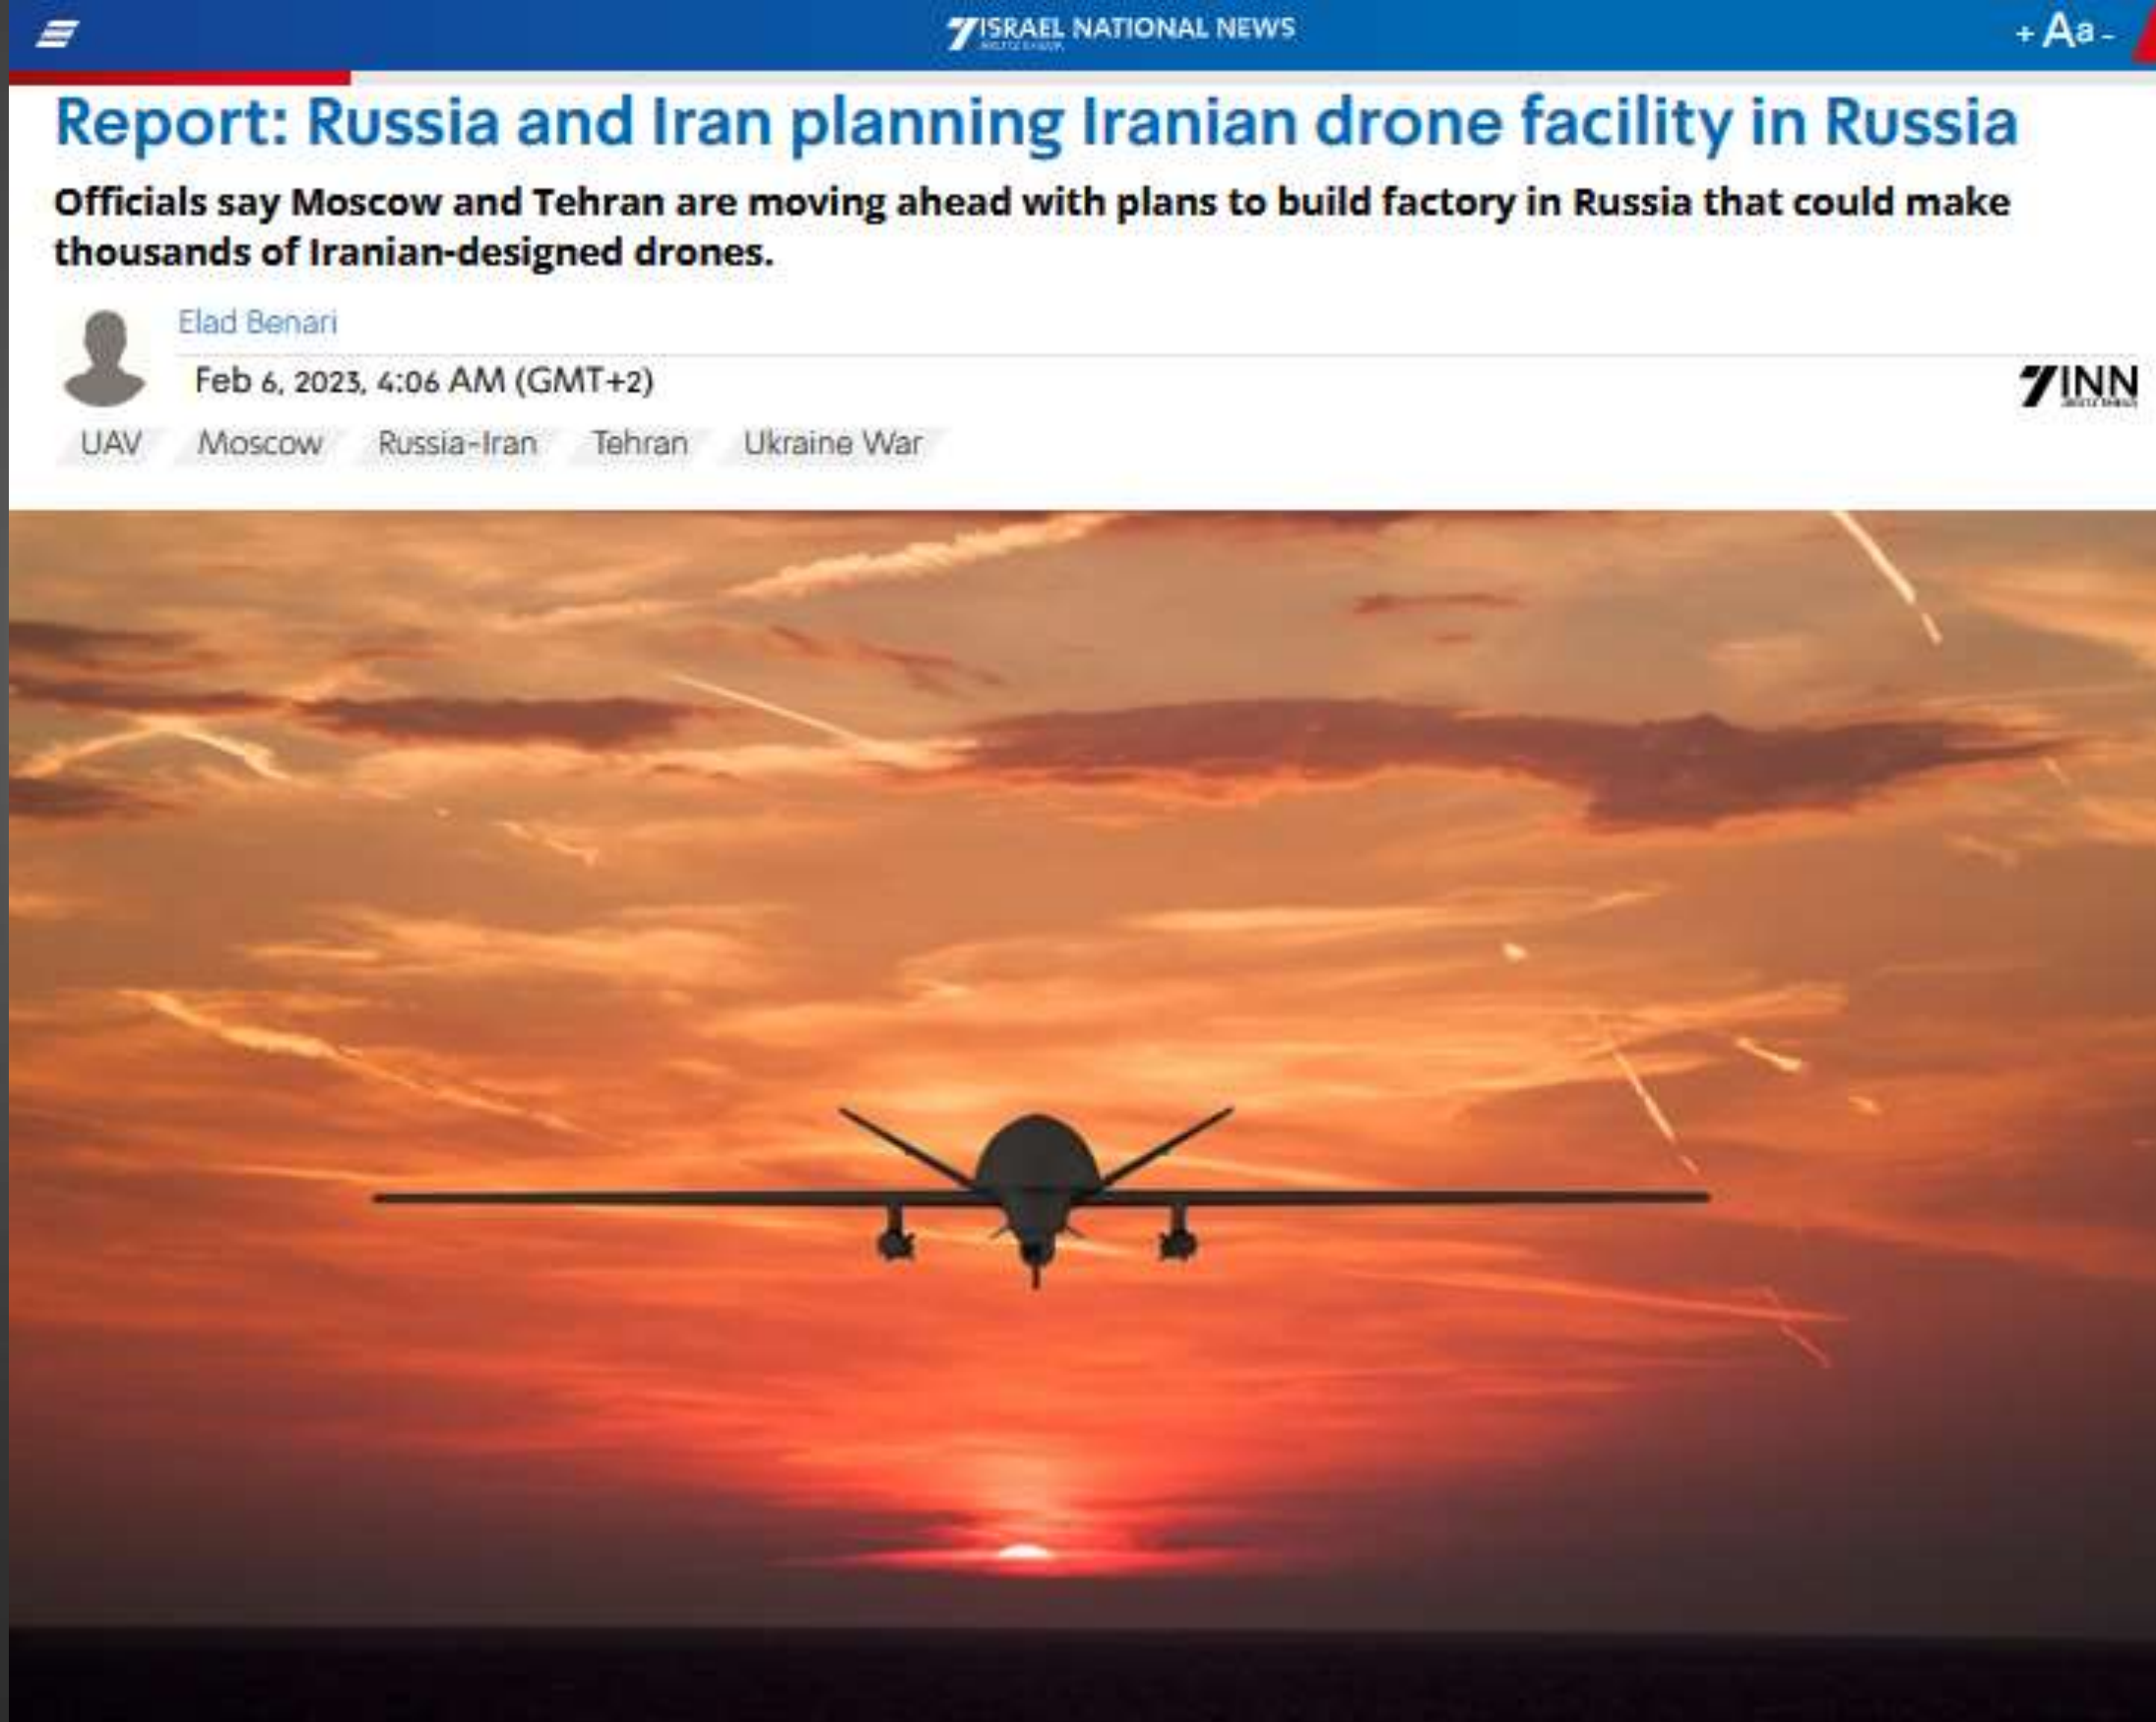 ISRAEL NATIONAL NEWS
+ Aa -
Report: Russia and Iran planning Iranian drone facility in Russia
Officials say Moscow and Tehran are moving ahead with plans to build factory in Russia that could make
thousands of Iranian-designed drones.
Elad Benari
Feb 6, 2023, 4:06 AM (GMT+2)
7INN
UAV Moscow Russia-Iran Tehran Ukraine War